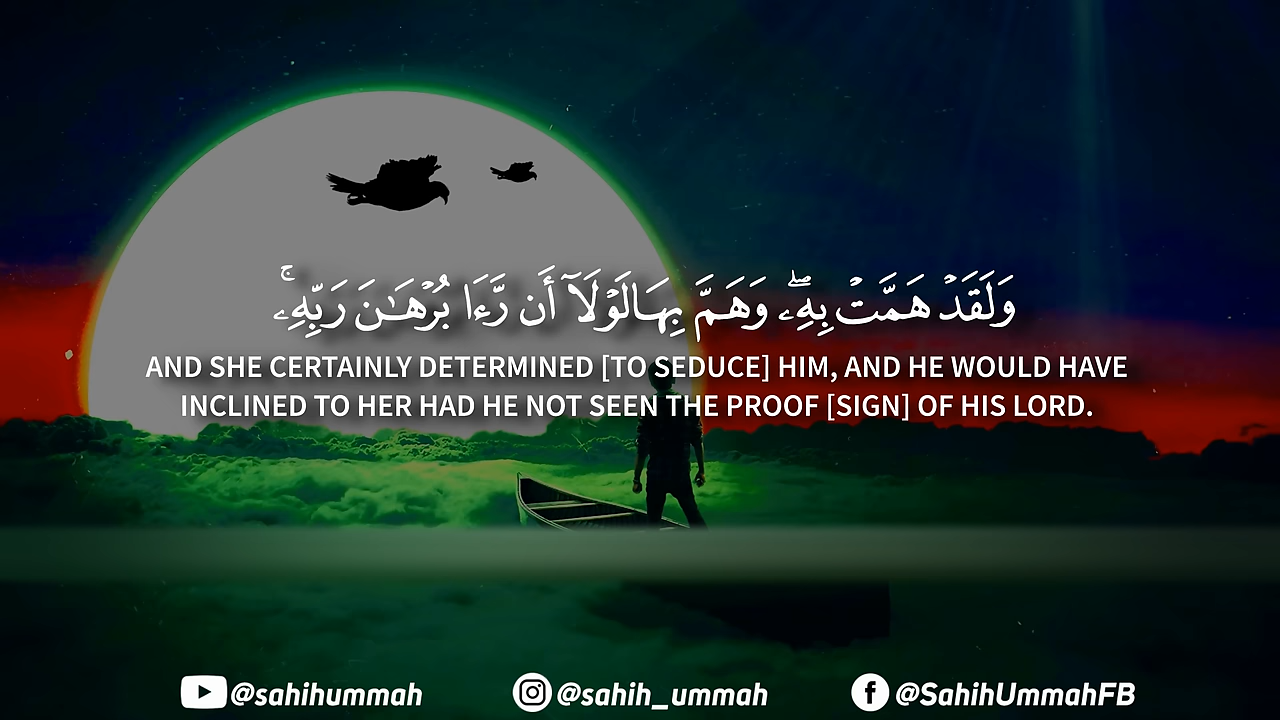 وَلَقَدْ هَمَّتْ بِهِۦۖ وَهَمَّ بِهَا لَوْلَآ أَن رَّءَا بُرْهَـٰنَ رَبِّهِۦۚ
AND SHE CERTAINLY DETERMINED [TO SEDUCE] HIM, AND HE WOULD HAVE
INCLINED TO HER HAD HE NOT SEEN THE PROOF [SIGN] OF HIS LORD.
@sahihummah @sahih_ummah @SahihUmmahFB